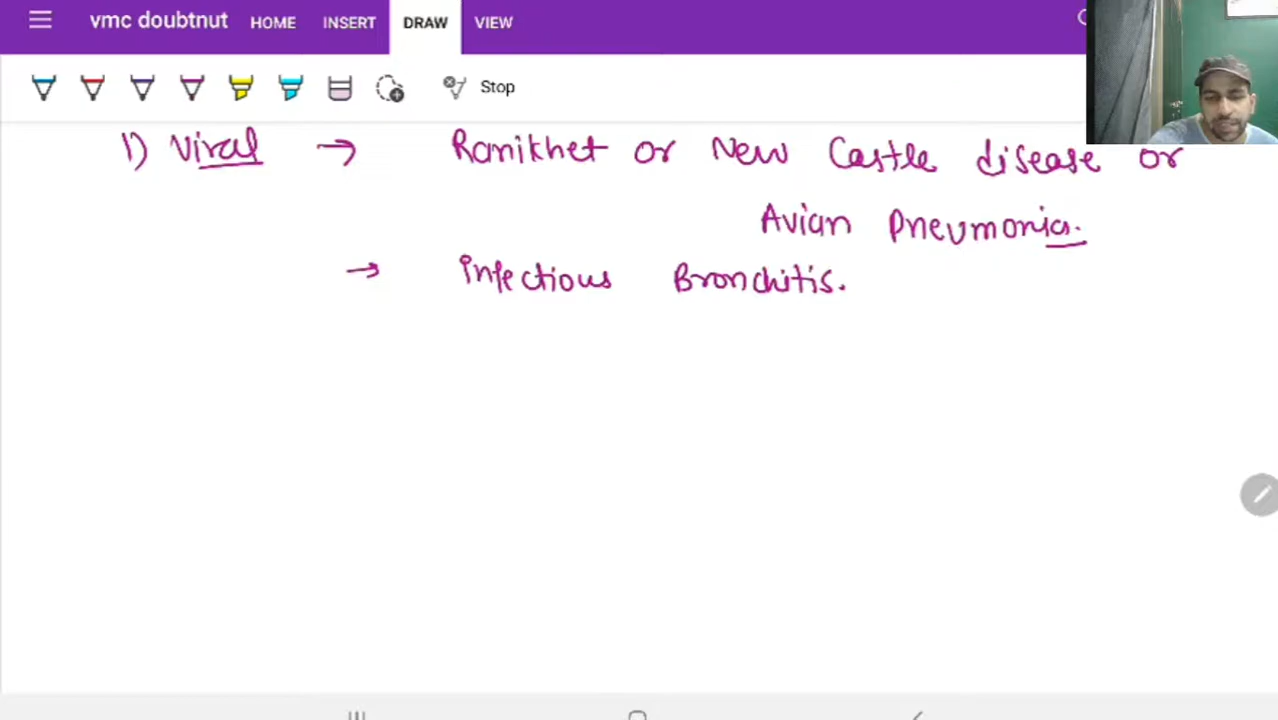 vmc doubtnut HOME INSERT DRAW VIEW
Stop
1) Viral → Ranikhet or New Castle disease or
Avian Pneumonia.
→ Infectious Bronchitis.